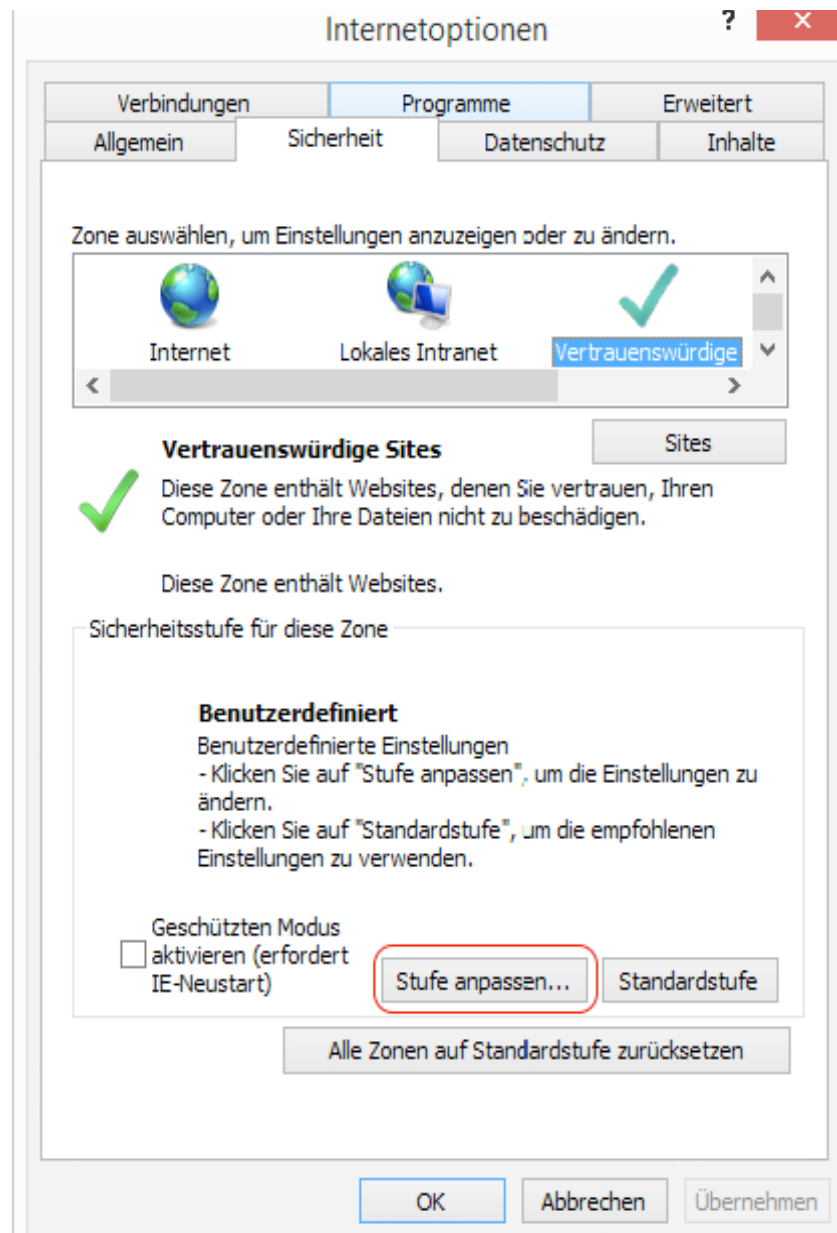 Internetoptionen ?
Verbindungen Programme Erweitert
Allgemein Sicherheit Datenschutz Inhalte
Zone auswählen, um Einstellungen anzuzeigen oder zu ändern.
Internet Lokales Intranet Vertrauenswürdige
Vertrauenswürdige Sites
Sites
Diese Zone enthält Websites, denen Sie vertrauen, Ihren
Computer oder Ihre Dateien nicht zu beschädigen.
Diese Zone enthält Websites.
Sicherheitsstufe für diese Zone
Benutzerdefiniert
Benutzerdefinierte Einstellungen
- Klicken Sie auf "Stufe anpassen", um die Einstellungen zu
ändern.
- Klicken Sie auf "Standardstufe", um die empfohlenen
Einstellungen zu verwenden.
Geschützten Modus
aktivieren (erfordert
IE-Neustart)
Stufe anpassen... Standardstufe
Alle Zonen auf Standardstufe zurücksetzen
OK Abbrechen Übernehmen